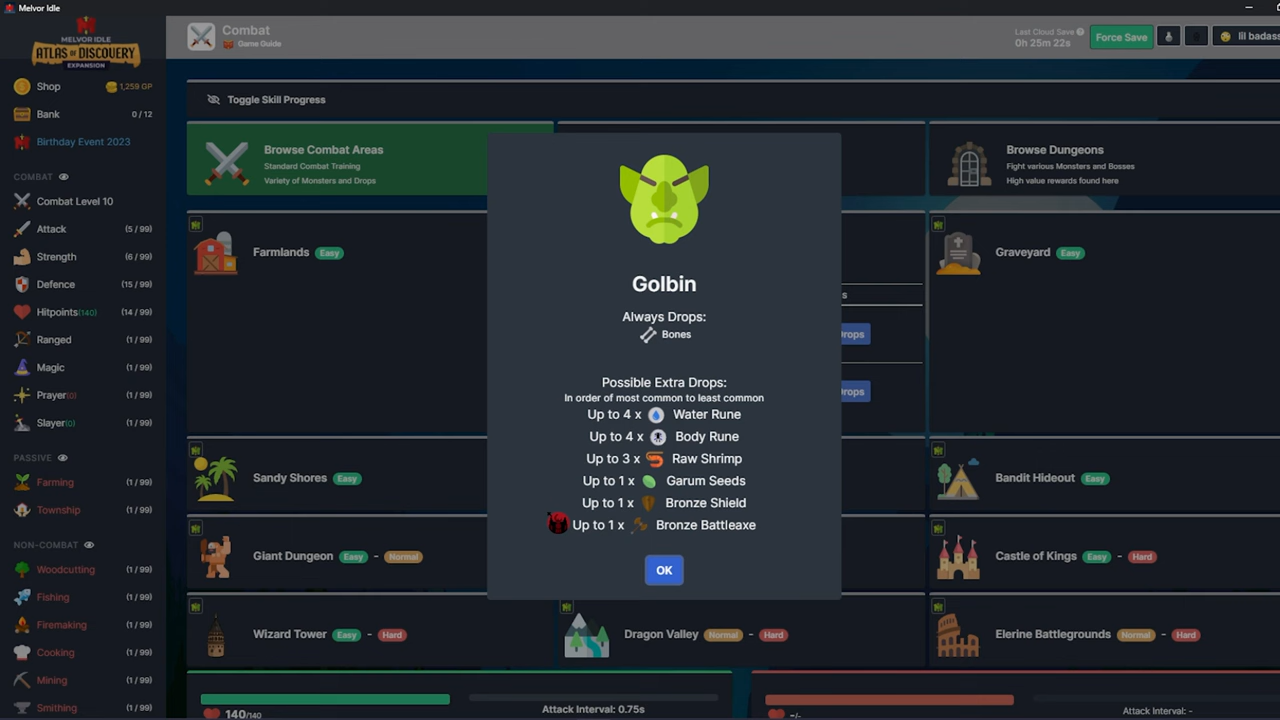 Melvor Idle
MELVOR IDLE
ATLAS OF DISCOVERY
EXPANSION
Combat
Game Guide
Last Cloud Save
0h 25m 22s
Force Save
lil badass
Shop 1,259 GP
Bank 0 / 12
Birthday Event 2023
COMBAT
Combat Level 10
Attack (5 / 99)
Strength (6 / 99)
Defence (15 / 99)
Hitpoints(140) (14 / 99)
Ranged (1 / 99)
Magic (1 / 99)
Prayer(0) (1 / 99)
Slayer(0) (1 / 99)
PASSIVE
Farming (1 / 99)
Township (1 / 99)
NON-COMBAT
Woodcutting (1 / 99)
Fishing (1 / 99)
Firemaking (1 / 99)
Cooking (1 / 99)
Mining (1 / 99)
Smithing (1 / 99)
Toggle Skill Progress
Browse Combat Areas
Standard Combat Training
Variety of Monsters and Drops
Browse Dungeons
Fight various Monsters and Bosses
High value rewards found here
Farmlands Easy
Graveyard Easy
s
Drops
Drops
Golbin
Always Drops:
Bones
Possible Extra Drops:
In order of most common to least common
Up to 4 x Water Rune
Up to 4 x Body Rune
Up to 3 x Raw Shrimp
Up to 1 x Garum Seeds
Up to 1 x Bronze Shield
Up to 1 x Bronze Battleaxe
OK
Sandy Shores Easy
Bandit Hideout Easy
Giant Dungeon Easy - Normal
Castle of Kings Easy - Hard
Wizard Tower Easy - Hard
Dragon Valley Normal - Hard
Elerine Battlegrounds Normal - Hard
140/140
Attack Interval: 0.75s
-/-
Attack Interval: -